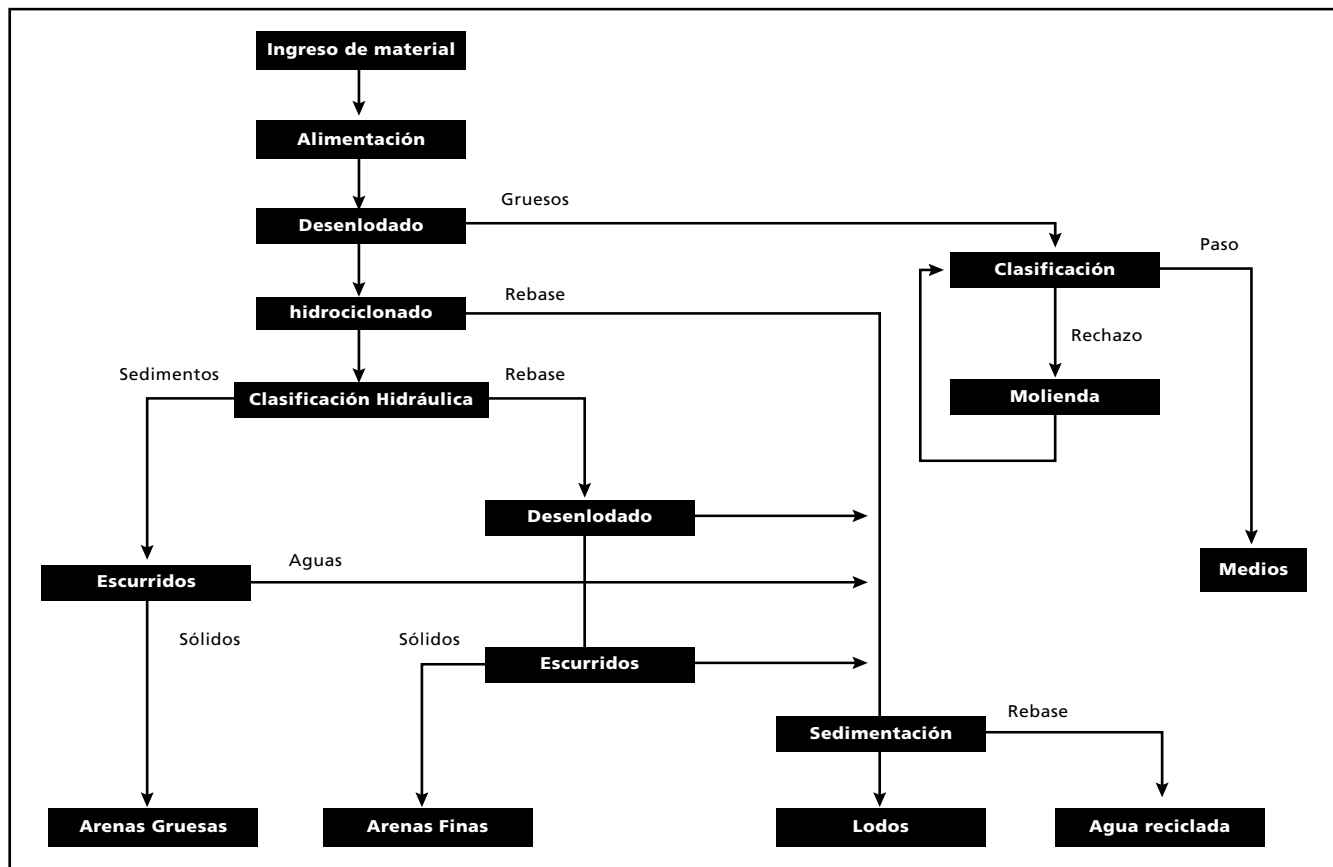 Ingreso de material
Alimentación
Gruesos
Desenlodado
Paso
Clasificación
Rebase
hidrociclonado
Rechazo
Sedimentos
Rebase
Clasificación Hidráulica
Molienda
Desenlodado
Aguas
Escurridos
Medios
Sólidos
Sólidos
Escurridos
Rebase
Sedimentación
Arenas Gruesas
Arenas Finas
Lodos
Agua reciclada